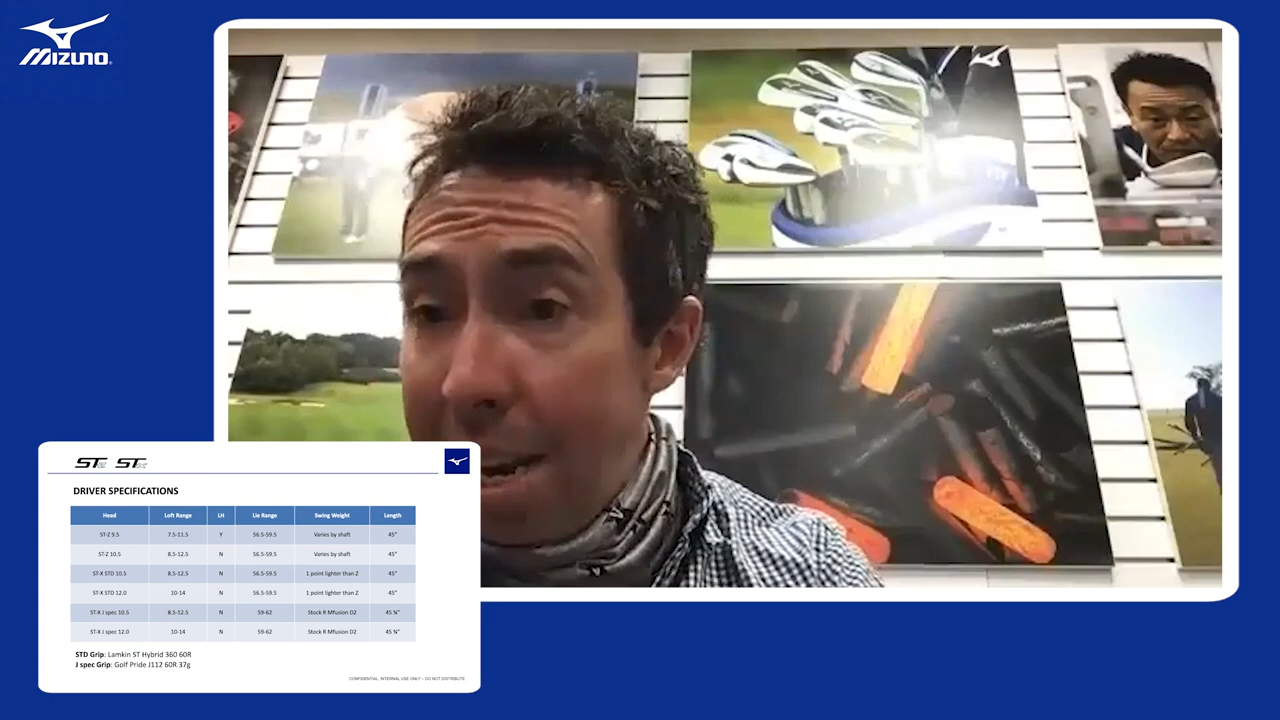 MIZUNO
ST ST
DRIVER SPECIFICATIONS
Head Loft Range LH Lie Range Swing Weight Length
ST-Z 9.5 7.5-11.5 Y 56.5-59.5 Varies by shaft 45"
ST-Z 10.5 8.5-12.5 N 56.5-59.5 Varies by shaft 45"
ST-X STD 10.5 8.5-12.5 N 56.5-59.5 1 point lighter than Z 45"
ST-X STD 12.0 10-14 N 56.5-59.5 1 point lighter than Z 45"
ST-X J spec 10.5 8.5-12.5 N 59-62 Stock R Mfusion D2 45 ¾"
ST-X J spec 12.0 10-14 N 59-62 Stock R Mfusion D2 45 ¾"
STD Grip: Lamkin ST Hybrid 360 60R
J spec Grip: Golf Pride J112 60R 37g
CONFIDENTIAL: INTERNAL USE ONLY – DO NOT DISTRIBUTE